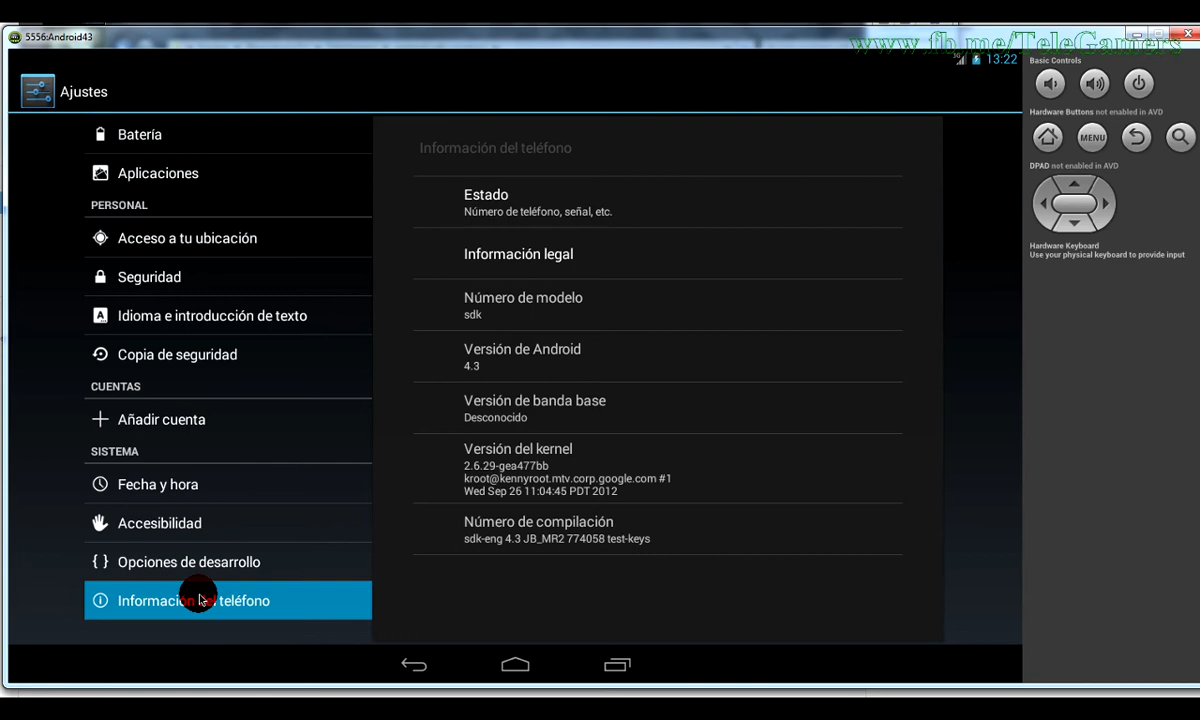 5556:Android43
www.fb.me/TeleGamers
3G
13:22
Ajustes
Batería
Aplicaciones
PERSONAL
Acceso a tu ubicación
Seguridad
A
Idioma e introducción de texto
Copia de seguridad
CUENTAS
Añadir cuenta
SISTEMA
Fecha y hora
Accesibilidad
{ } Opciones de desarrollo
Información del teléfono
Información del teléfono
Estado
Número de teléfono, señal, etc.
Información legal
Número de modelo
sdk
Versión de Android
4.3
Versión de banda base
Desconocido
Versión del kernel
2.6.29-gea477bb
kroot@kennyroot.mtv.corp.google.com #1
Wed Sep 26 11:04:45 PDT 2012
Número de compilación
sdk-eng 4.3 JB_MR2 774058 test-keys
Basic Controls
Hardware Buttons not enabled in AVD
MENU
DPAD not enabled in AVD
Hardware Keyboard
Use your physical keyboard to provide input